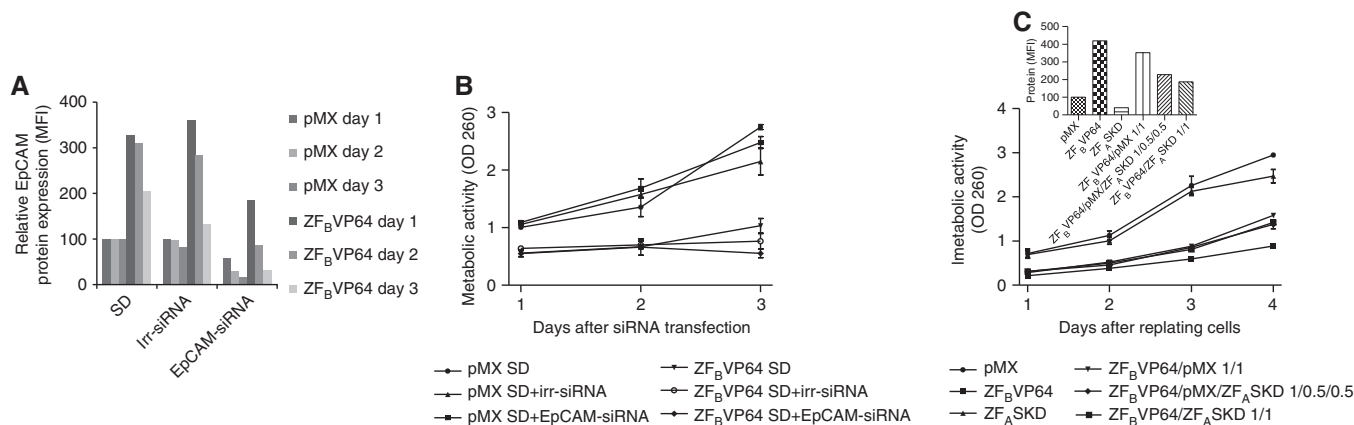 A
Relative EpCAM
protein expression (MFI)
400
300
200
100
0
SD
Irr-siRNA
EpCAM-siRNA
pMX day 1
pMX day 2
pMX day 3
ZFBVP64 day 1
ZFBVP64 day 2
ZFBVP64 day 3
B
Metabolic activity (OD 260)
3
2
1
0
1 2 3
Days after siRNA transfection
pMX SD
pMX SD+irr-siRNA
pMX SD+EpCAM-siRNA
ZFBVP64 SD
ZFBVP64 SD+irr-siRNA
ZFBVP64 SD+EpCAM-siRNA
C
Protein (MFI)
500
400
300
200
100
0
pMX
ZFBVP64
ZFASKD
ZFBVP64/pMX 1/1
ZFBVP64/pMX/ZFASKD 1/0.5/0.5
ZFBVP64/ZFASKD 1/1
Imetabolic activity
(OD 260)
4
3
2
1
0
1 2 3 4
Days after replating cells
pMX
ZFBVP64
ZFASKD
ZFBVP64/pMX 1/1
ZFBVP64/pMX/ZFASKD 1/0.5/0.5
ZFBVP64/ZFASKD 1/1